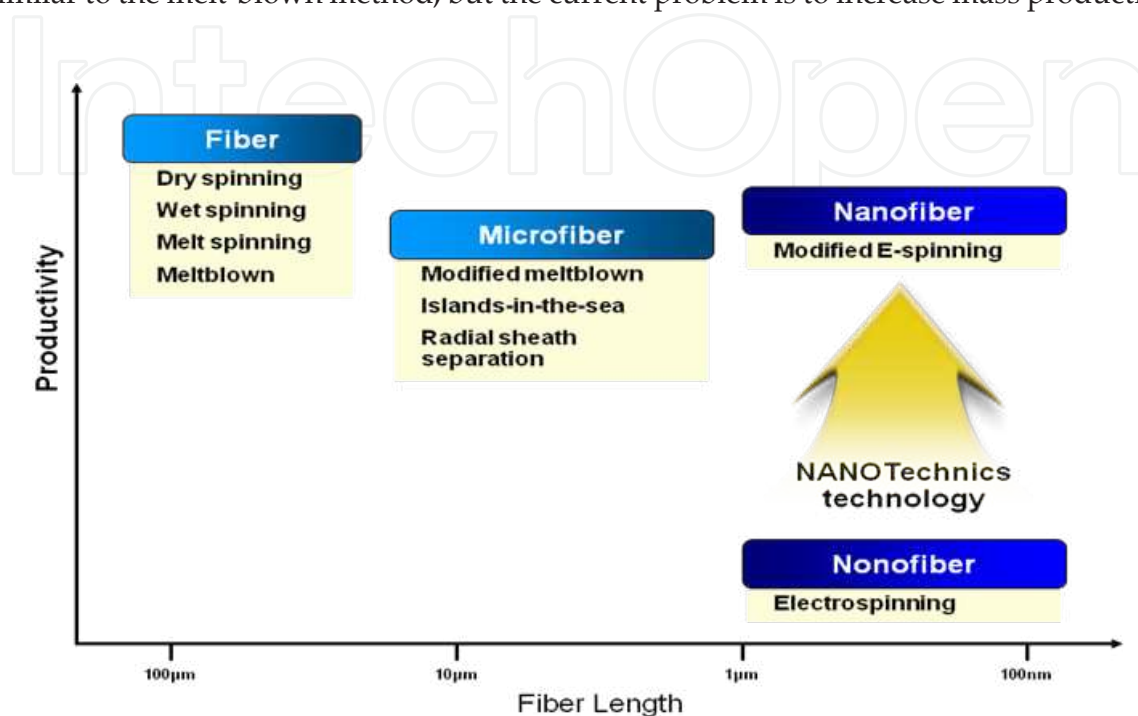 similar to the melt-blown method, but the current problem is to increase mass producti
IntechOpen
Fiber
Dry spinning
Wet spinning
Melt spinning
Meltblown
Microfiber
Modified meltblown
Islands-in-the-sea
Radial sheath
separation
Nanofiber
Modified E-spinning
NANOTechnics
technology
Nonofiber
Electrospinning
Productivity
100μm
10μm
1μm
100nm
Fiber Length